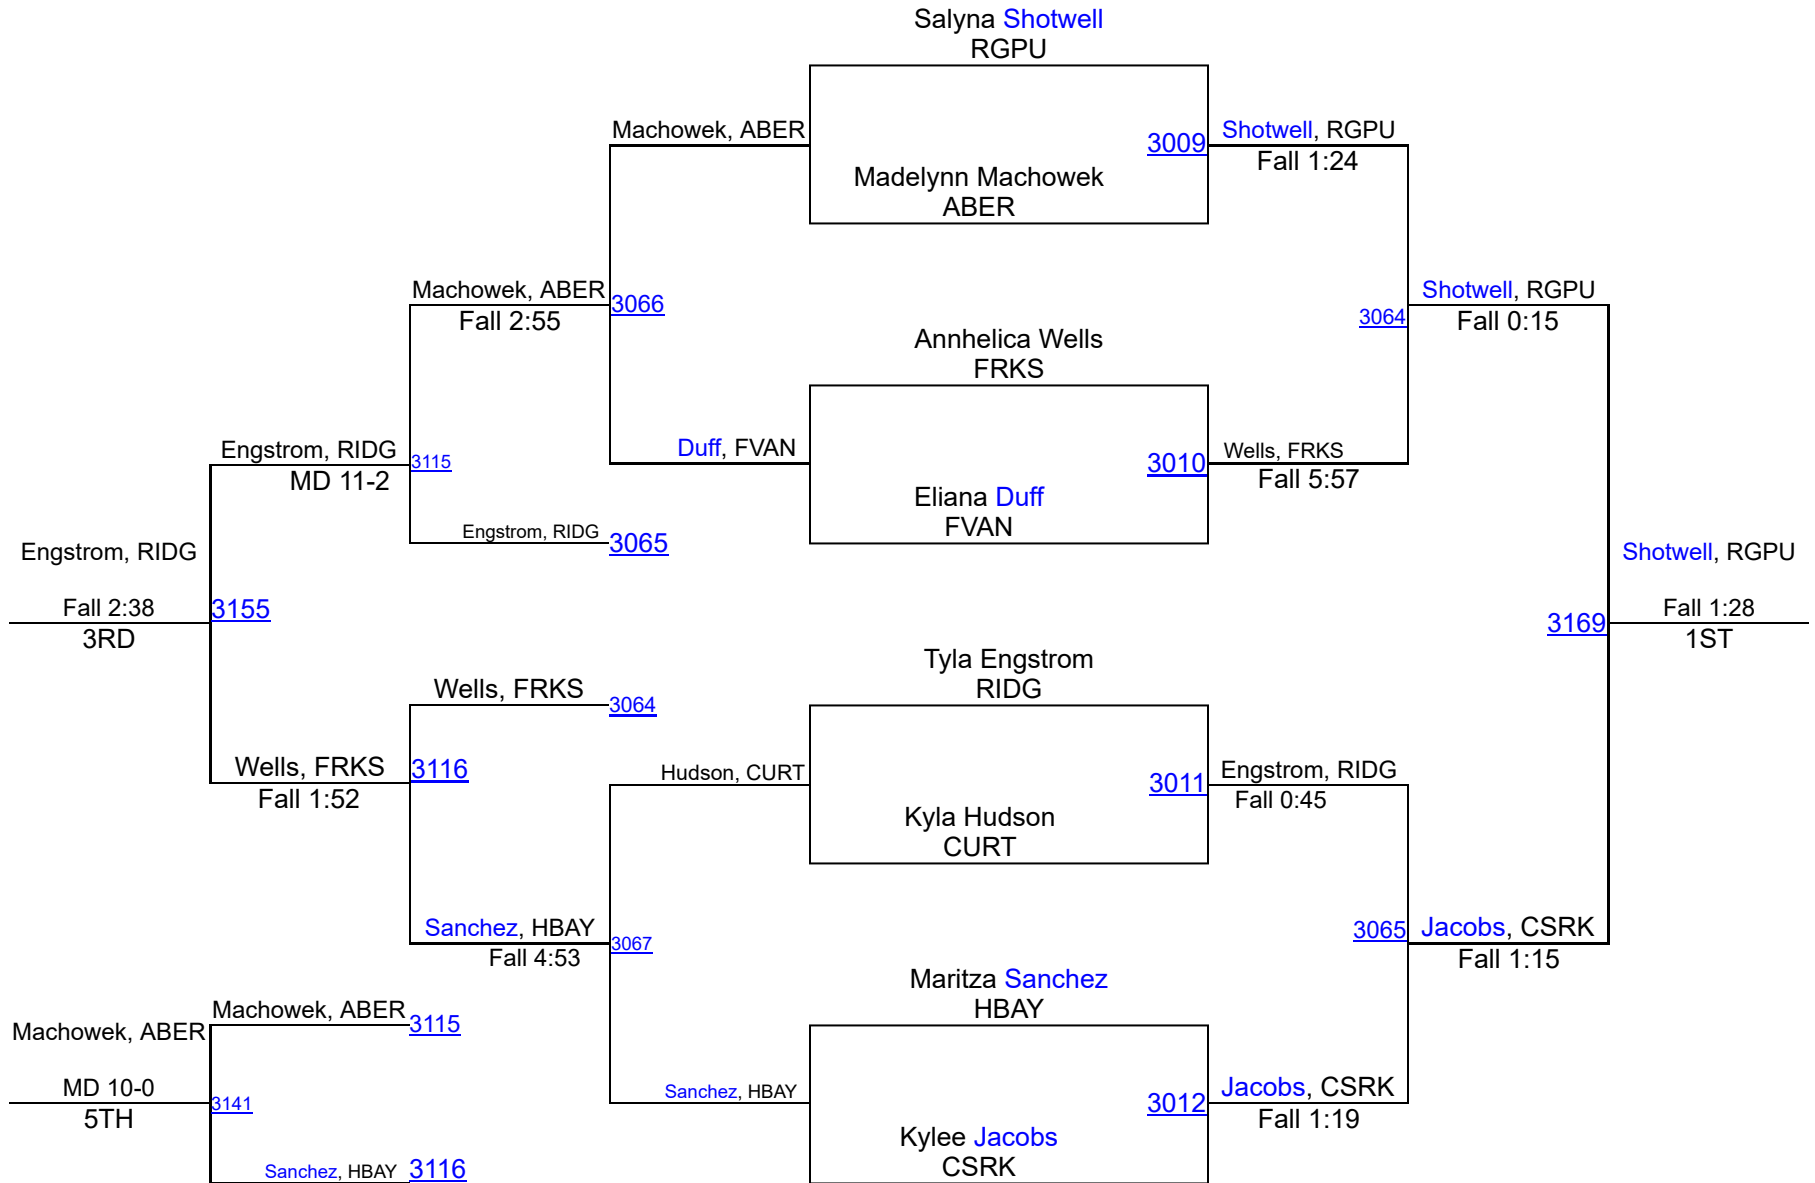 Salyna Shotwell
RGPU
Machowek, ABER
3009
Shotwell, RGPU
Fall 1:24
Madelynn Machowek
ABER
Machowek, ABER
Fall 2:55
3066
3064
Shotwell, RGPU
Fall 0:15
Annhelica Wells
FRKS
Engstrom, RIDG
MD 11-2
3115
Duff, FVAN
3010
Wells, FRKS
Fall 5:57
Eliana Duff
FVAN
Engstrom, RIDG
3065
Engstrom, RIDG
Fall 2:38
3RD
3155
Shotwell, RGPU
3169
Fall 1:28
1ST
Tyla Engstrom
RIDG
Wells, FRKS
3064
Wells, FRKS
Fall 1:52
3116
Hudson, CURT
3011
Engstrom, RIDG
Fall 0:45
Kyla Hudson
CURT
Sanchez, HBAY
Fall 4:53
3067
3065
Jacobs, CSRK
Fall 1:15
Maritza Sanchez
HBAY
Machowek, ABER
3115
Machowek, ABER
MD 10-0
5TH
3141
Sanchez, HBAY
3012
Jacobs, CSRK
Fall 1:19
Kylee Jacobs
CSRK
Sanchez, HBAY
3116